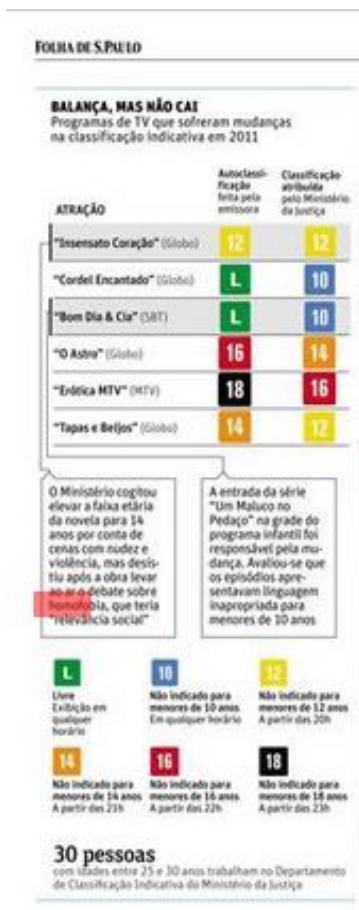 FOLHA DE S.PAULO
BALANÇA, MAS NÃO CAI
Programas de TV que sofreram mudanças
na classificação indicativa em 2011
ATRAÇÃO
Autoclassi-
ficação
feita pela
emissora
Classificação
atribuída
pelo Ministério
da Justiça
"Insensato Coração" (Globo) 12 12
"Cordel Encantado" (Globo) L 10
"Bom Dia & Cia" (SBT) L 10
"O Astro" (Globo) 16 14
"Erótica MTV" (MTV) 18 16
"Tapas e Beijos" (Globo) 14 12
O Ministério cogitou
elevar a faixa etária
da novela para 14
anos por conta de
cenas com nudez e
violência, mas desis-
tiu após a obra levar
ao ar o debate sobre
homofobia, que teria
"relevância social"
A entrada da série
"Um Maluco no
Pedaço" na grade do
programa infantil foi
responsável pela mu-
dança. Avaliou-se que
os episódios apre-
sentavam linguagem
inapropriada para
menores de 10 anos
L
Livre
Exibição em
qualquer
horário
10
Não indicado para
menores de 10 anos
Em qualquer horário
12
Não indicado para
menores de 12 anos
A partir das 20h
14
Não indicado para
menores de 14 anos
A partir das 21h
16
Não indicado para
menores de 16 anos
A partir das 22h
18
Não indicado para
menores de 18 anos
A partir das 23h
30 pessoas
com idades entre 25 e 30 anos trabalham no Departamento
de Classificação Indicativa do Ministério da Justiça